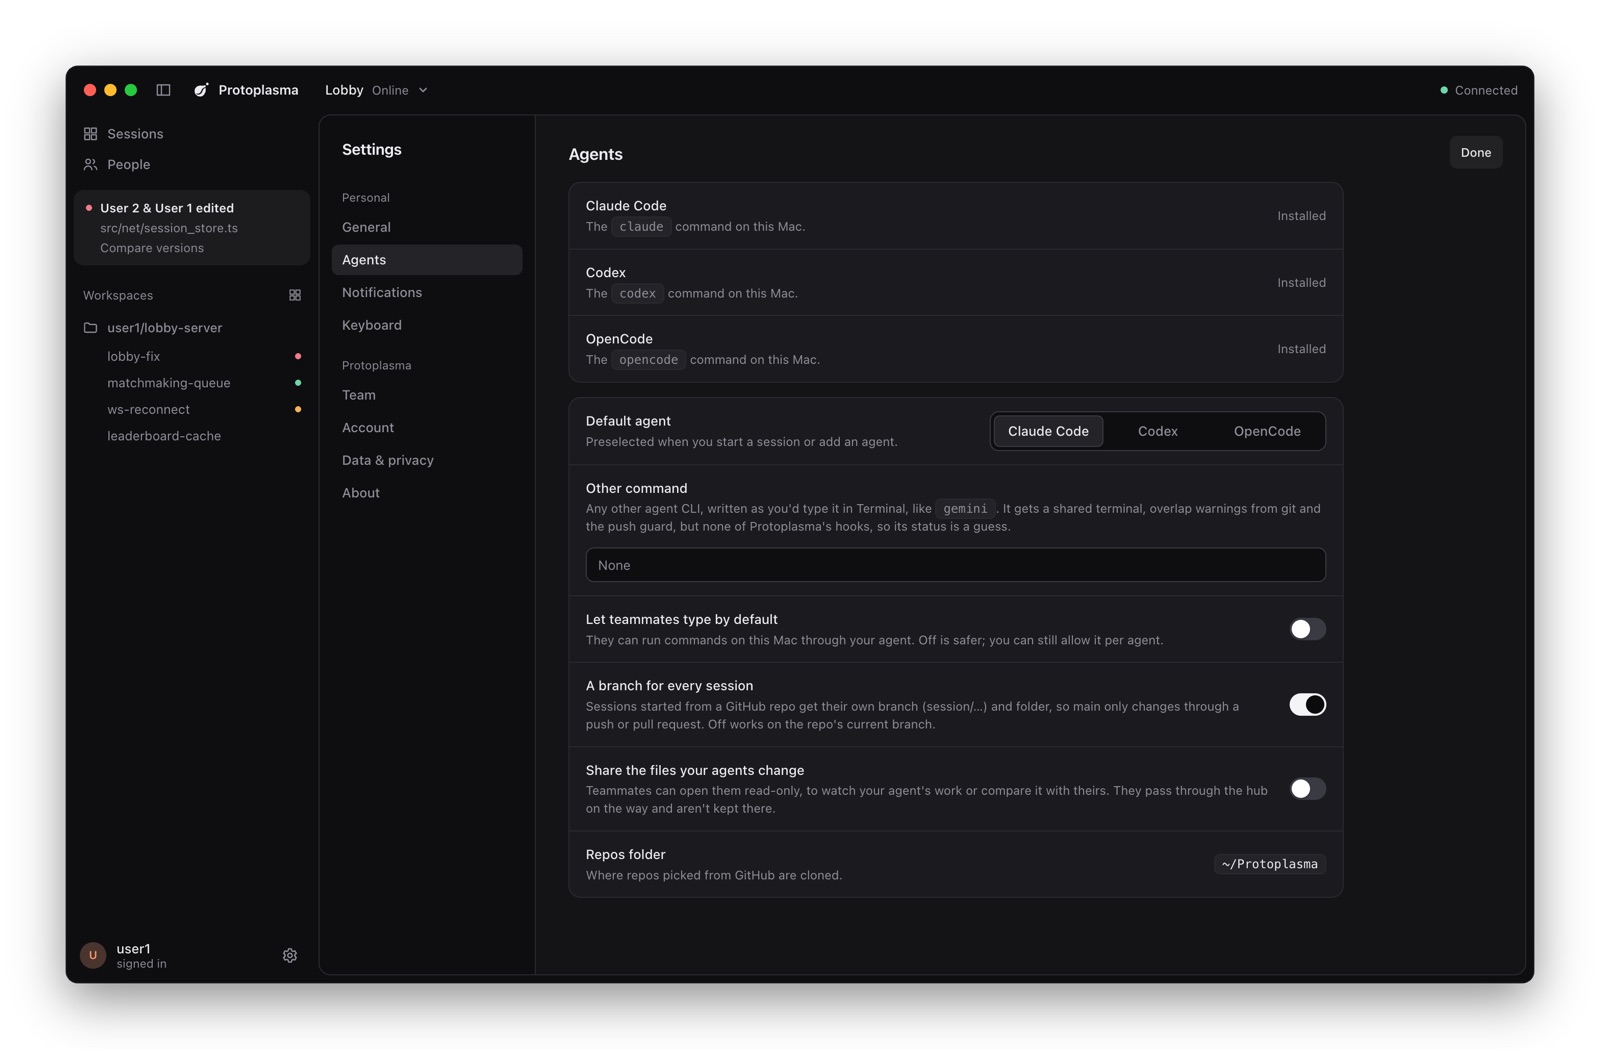 Protoplasma
Lobby Online
Connected
Sessions
People
User 2 & User 1 edited
src/net/session_store.ts
Compare versions
Workspaces
user1/lobby-server
lobby-fix
matchmaking-queue
ws-reconnect
leaderboard-cache
U
user1
signed in
Settings
Personal
General
Agents
Notifications
Keyboard
Protoplasma
Team
Account
Data & privacy
About
Agents
Done
Claude Code
The claude command on this Mac.
Installed
Codex
The codex command on this Mac.
Installed
OpenCode
The opencode command on this Mac.
Installed
Default agent
Preselected when you start a session or add an agent.
Claude Code Codex OpenCode
Other command
Any other agent CLI, written as you'd type it in Terminal, like gemini. It gets a shared terminal, overlap warnings from git and
the push guard, but none of Protoplasma's hooks, so its status is a guess.
None
Let teammates type by default
They can run commands on this Mac through your agent. Off is safer; you can still allow it per agent.
A branch for every session
Sessions started from a GitHub repo get their own branch (session/…) and folder, so main only changes through a
push or pull request. Off works on the repo's current branch.
Share the files your agents change
Teammates can open them read-only, to watch your agent's work or compare it with theirs. They pass through the hub
on the way and aren't kept there.
Repos folder
Where repos picked from GitHub are cloned.
~/Protoplasma